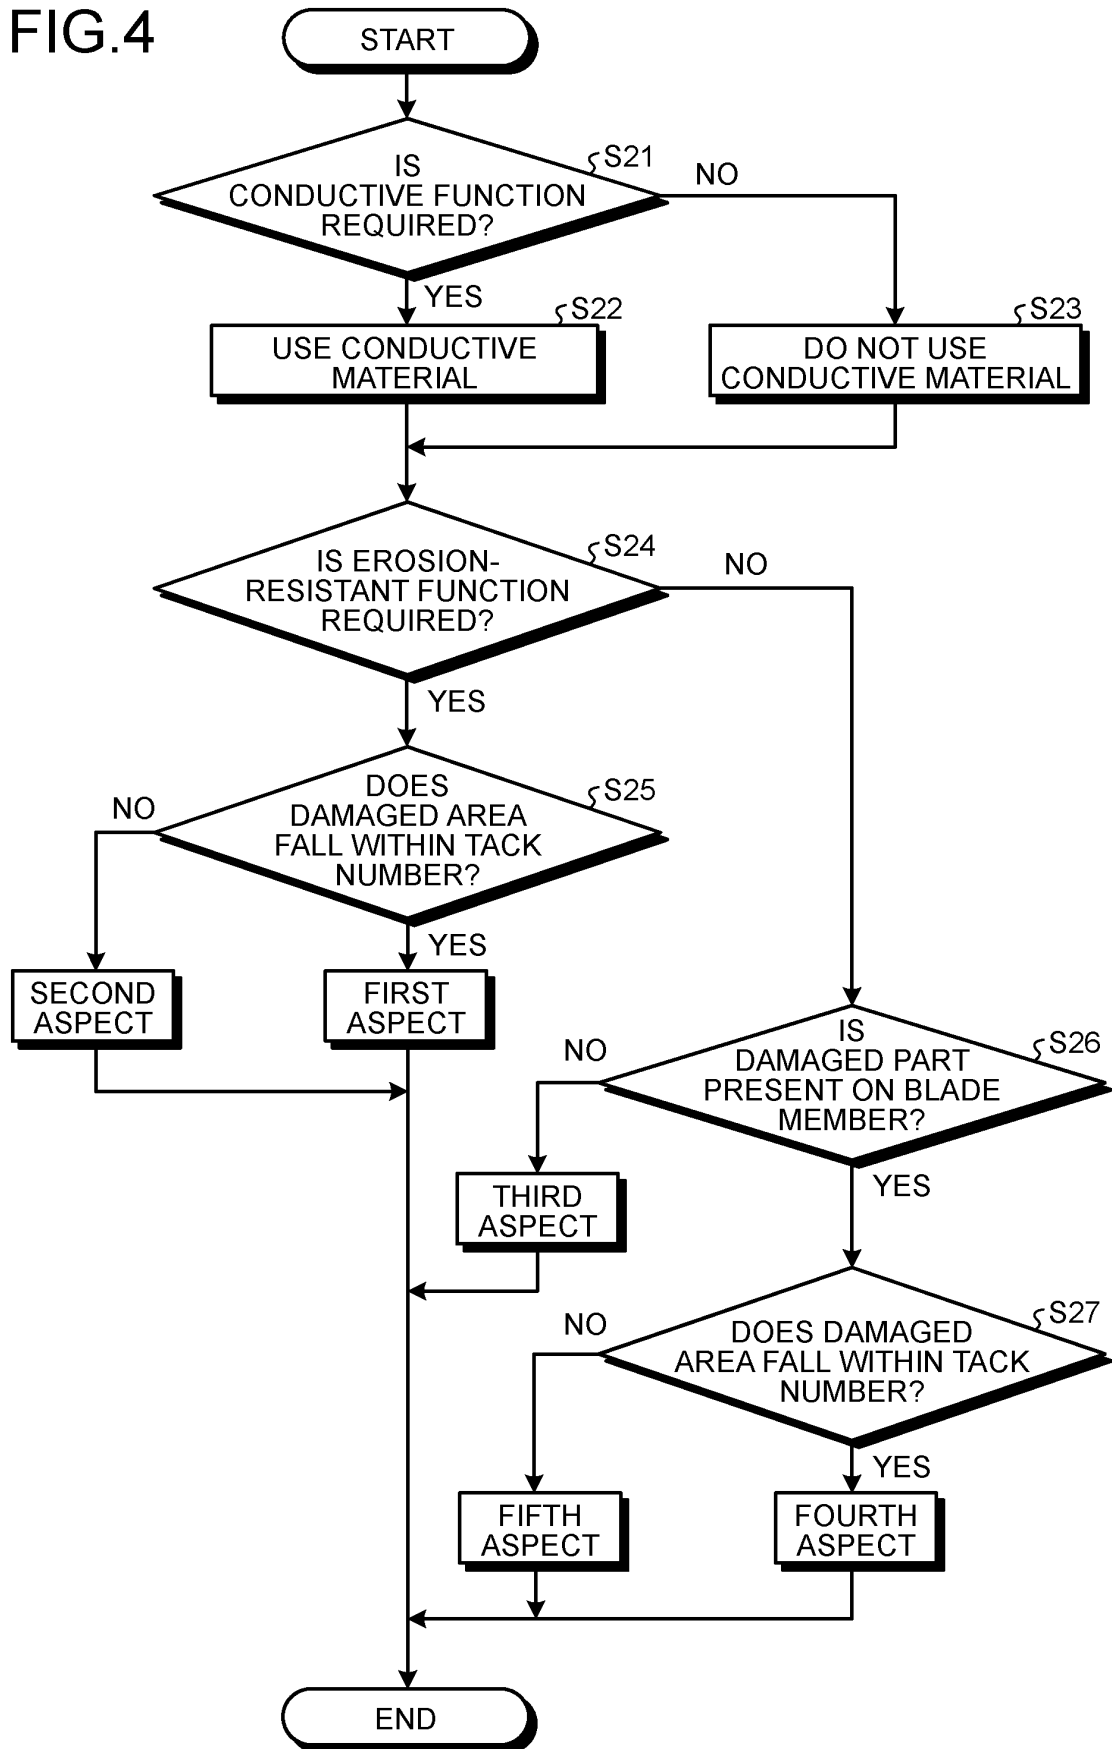 FIG.4
START
IS
CONDUCTIVE FUNCTION
REQUIRED?
S21
NO
YES
S22
USE CONDUCTIVE
MATERIAL
S23
DO NOT USE
CONDUCTIVE MATERIAL
IS EROSION-
RESISTANT FUNCTION
REQUIRED?
S24
NO
YES
DOES
DAMAGED AREA
FALL WITHIN TACK
NUMBER?
S25
NO
YES
SECOND
ASPECT
FIRST
ASPECT
IS
DAMAGED PART
PRESENT ON BLADE
MEMBER?
S26
NO
YES
THIRD
ASPECT
DOES DAMAGED
AREA FALL WITHIN TACK
NUMBER?
S27
NO
YES
FIFTH
ASPECT
FOURTH
ASPECT
END